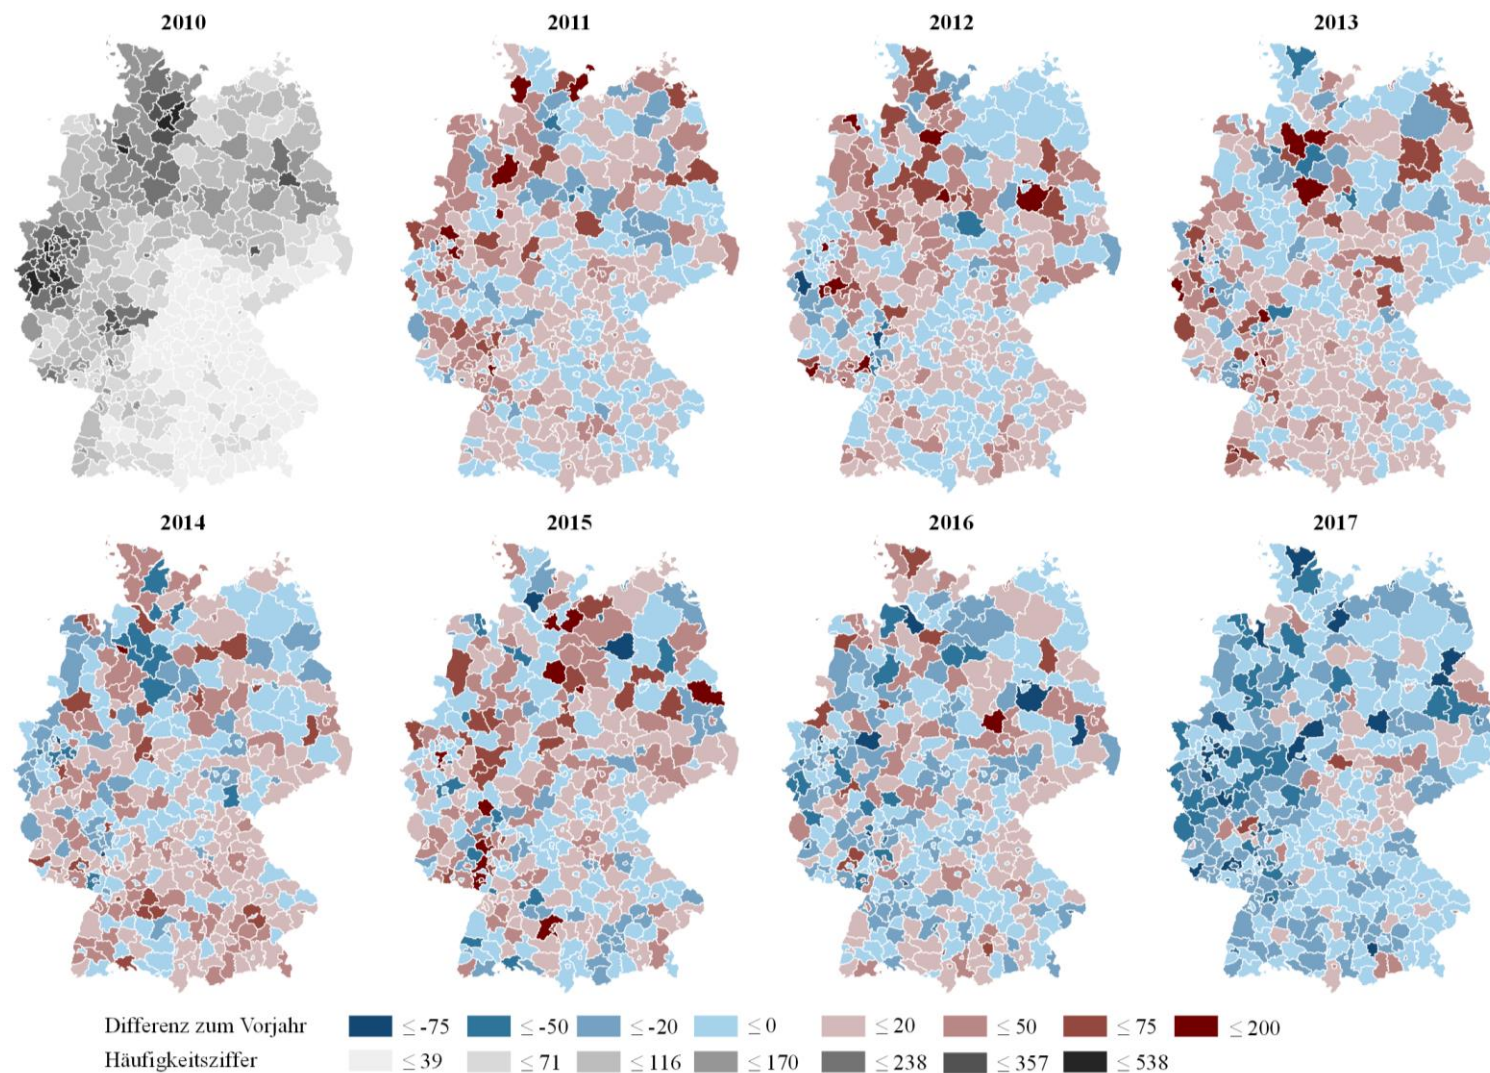 2010 2011 2012 2013
2014 2015 2016 2017
Differenz zum Vorjahr ≤ -75 ≤ -50 ≤ -20 ≤ 0 ≤ 20 ≤ 50 ≤ 75 ≤ 200
Häufigkeitsziffer ≤ 39 ≤ 71 ≤ 116 ≤ 170 ≤ 238 ≤ 357 ≤ 538